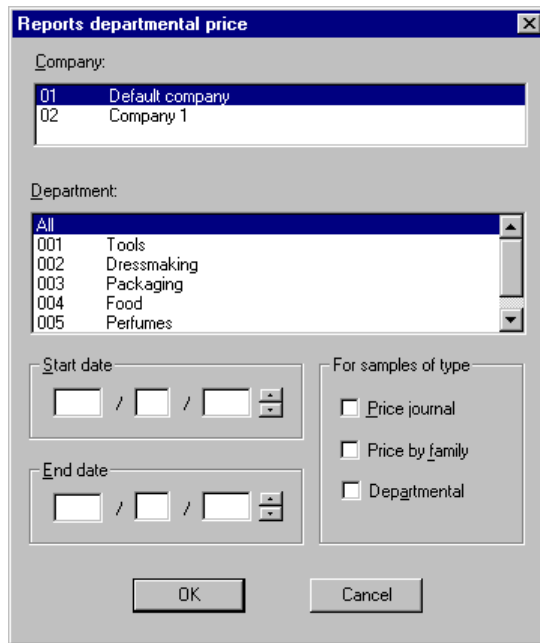 Reports departmental price
Company:
01 Default company
02 Company 1
Department:
All
001 Tools
002 Dressmaking
003 Packaging
004 Food
005 Perfumes
Start date
/ /
End date
/ /
For samples of type
Price journal
Price by family
Departmental
OK Cancel